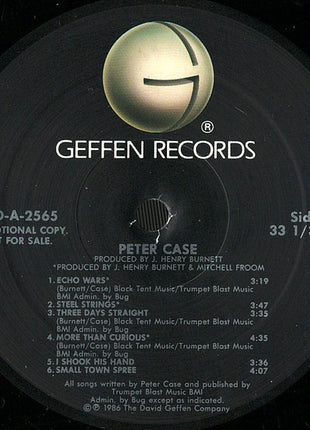 ®
GEFFEN RECORDS
-A-2565
COPY. Sid
FOR SALE. 33 1/3
PETER CASE
PRODUCED BY J. HENRY BURNETT
*PRODUCED BY J. HENRY BURNETT & MITCHELL FROOM
1. ECHO WARS* 3:19
(Burnett/Case) Black Tent Music/Trumpet Blast Music
BMI Admin. by Bug
2. STEEL STRINGS* 3:47
3. THREE DAYS STRAIGHT 3:35
(Burnett/Case) Black Tent Music/Trumpet Blast Music
BMI Admin. by Bug
4. MORE THAN CURIOUS* 4:35
(Burnett/Case) Black Tent Music/Trumpet Blast Music
BMI Admin. by Bug
5. I SHOOK HIS HAND 3:36
6. SMALL TOWN SPREE 4:07
All songs written by Peter Case and published by
Trumpet Blast Music BMI
Admin. by Bug
© ℗ 1986 The David Geffen Company